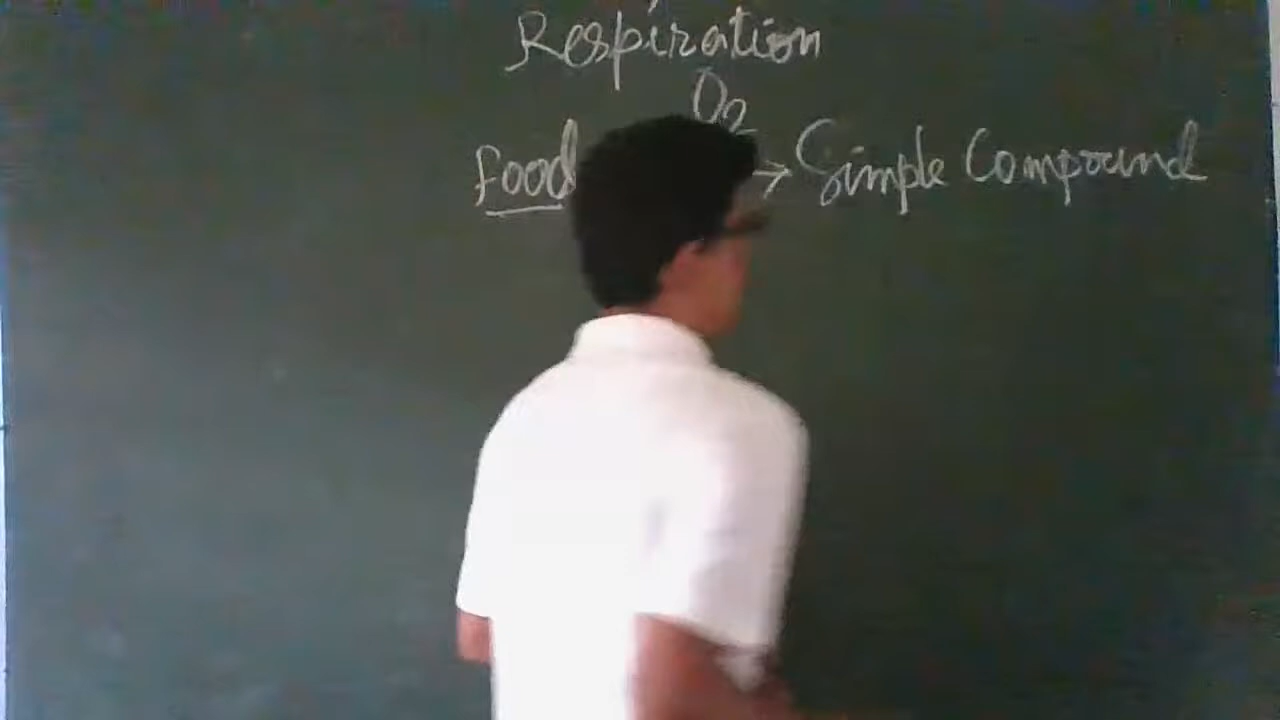 Respiration
O2
Food → Simple Compound